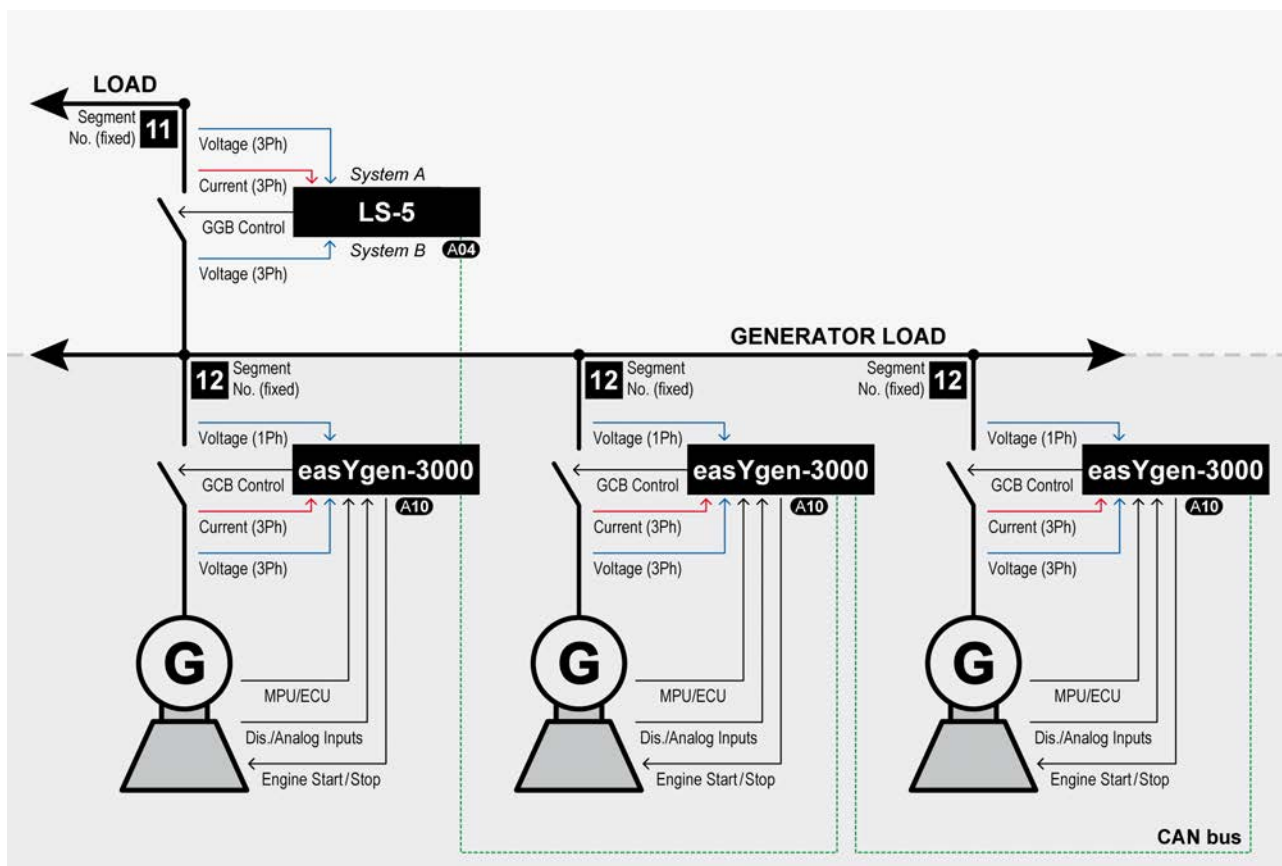 LOAD
Segment
No. (fixed)
11
Voltage (3Ph)
Current (3Ph)
System A
LS-5
GGB Control
System B
A04
Voltage (3Ph)
GENERATOR LOAD
12
Segment
No. (fixed)
12
Segment
No. (fixed)
Segment
No. (fixed)
12
Voltage (1Ph)
easYgen-3000
GCB Control
A10
Current (3Ph)
Voltage (3Ph)
G
MPU/ECU
Dis./Analog Inputs
Engine Start/Stop
Voltage (1Ph)
easYgen-3000
GCB Control
A10
Current (3Ph)
Voltage (3Ph)
G
MPU/ECU
Dis./Analog Inputs
Engine Start/Stop
Voltage (1Ph)
easYgen-3000
GCB Control
A10
Current (3Ph)
Voltage (3Ph)
G
MPU/ECU
Dis./Analog Inputs
Engine Start/Stop
CAN bus